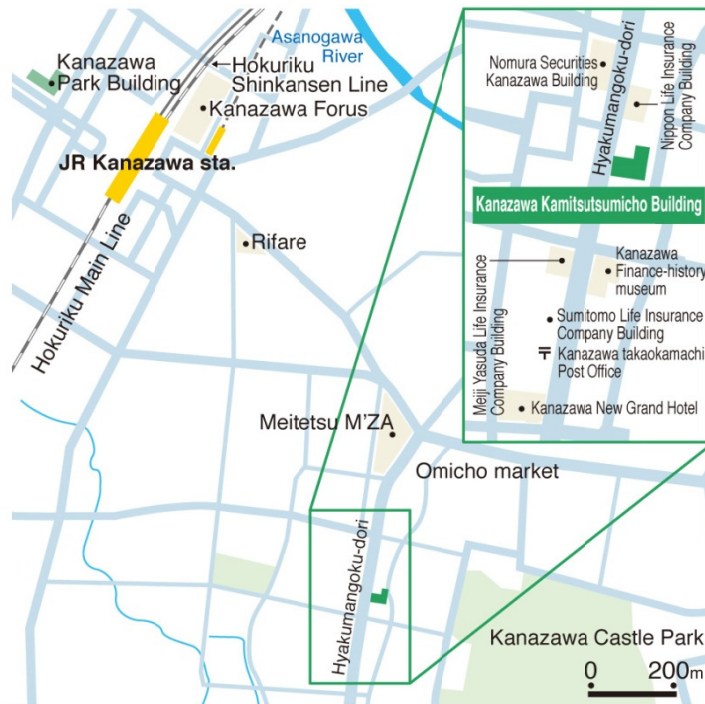 Kanazawa
Park Building
Asanogawa
River
Hokuriku
Shinkansen Line
Kanazawa Forus
JR Kanazawa sta.
Hokuriku Main Line
Rifare
Meitetsu M'ZA
Omicho market
Hyakumangoku-dori
Kanazawa Castle Park
0 200m
Nomura Securities
Kanazawa Building
Hyakumangoku-dori
Nippon Life Insurance
Company Building
Kanazawa Kamitsutsumicho Building
Meiji Yasuda Life Insurance
Company Building
Kanazawa
Finance-history
museum
Sumtomo Life Insurance
Company Building
〒 Kanazawa takaokamachi
Post Office
Kanazawa New Grand Hotel